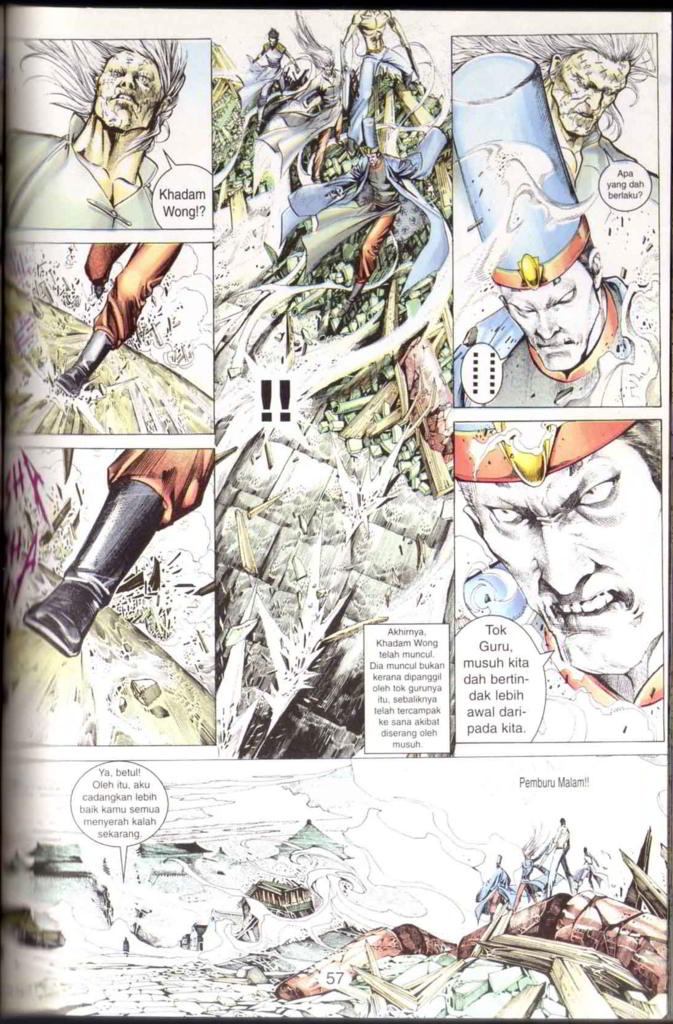 Khadam
Wong!?
!!
Apa
yang dah
berlaku?
Akhirnya,
Khadam Wong
telah muncul.
Dia muncul bukan
kerana dipanggil
oleh tok gurunya
itu, sebaliknya
telah tercampak
ke sana akibat
diserang oleh
musuh.
Tok
Guru,
musuh kita
dah bertin-
dak lebih
awal dari-
pada kita.
Ya, betul!
Oleh itu, aku
cadangkan lebih
baik kamu semua
menyerah kalah
sekarang.
Pemburu Malam!!
57